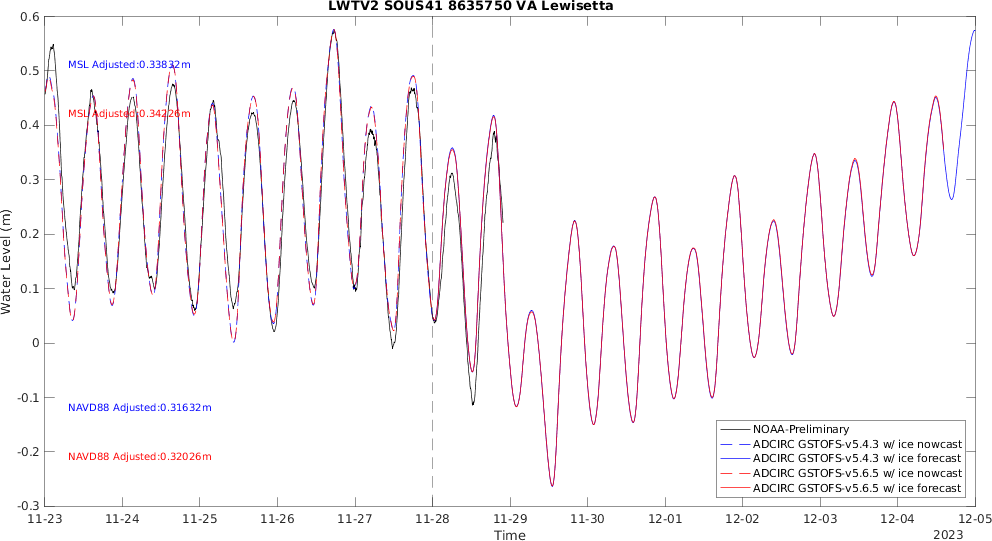 LWTV2 SOUS41 8635750 VA Lewisetta
0.6
0.5
0.4
0.3
0.2
0.1
0
-0.1
-0.2
-0.3
Water Level (m)
MSL Adjusted:0.33832m
MSL Adjusted:0.34226m
NAVD88 Adjusted:0.31632m
NAVD88 Adjusted:0.32026m
NOAA-Preliminary
ADCIRC GSTOFS-v5.4.3 w/ ice nowcast
ADCIRC GSTOFS-v5.4.3 w/ ice forecast
ADCIRC GSTOFS-v5.6.5 w/ ice nowcast
ADCIRC GSTOFS-v5.6.5 w/ ice forecast
11-23 11-24 11-25 11-26 11-27 11-28 11-29 11-30 12-01 12-02 12-03 12-04 12-05
Time
2023